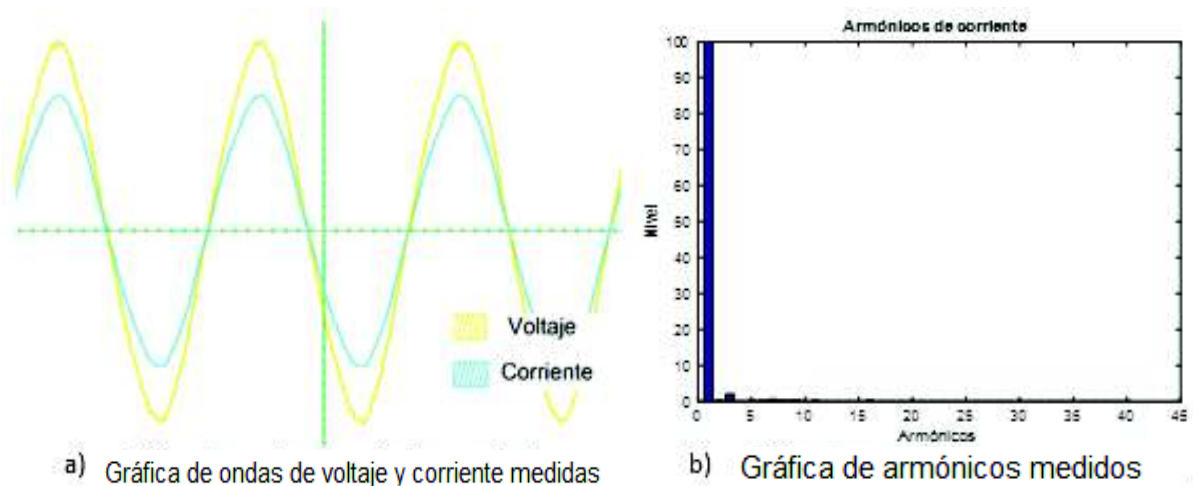 Voltaje
Corriente
a) Gráfica de ondas de voltaje y corriente medidas
Armónicos de corriente
Nivel
100
90
80
70
60
50
40
30
20
10
0
0 5 10 15 20 25 30 35 40 45
Armónicos
b) Gráfica de armónicos medidos